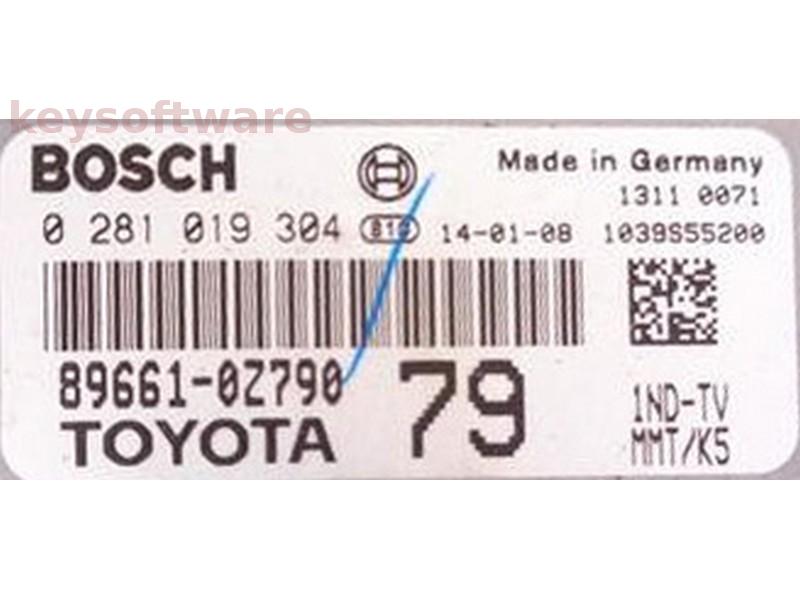 keysoftware
BOSCH
Made in Germany
1311 0071
0 281 019 304
14-01-08
1039S55200
89661-0Z790
79
TOYOTA
1ND-TV
MMT/K5